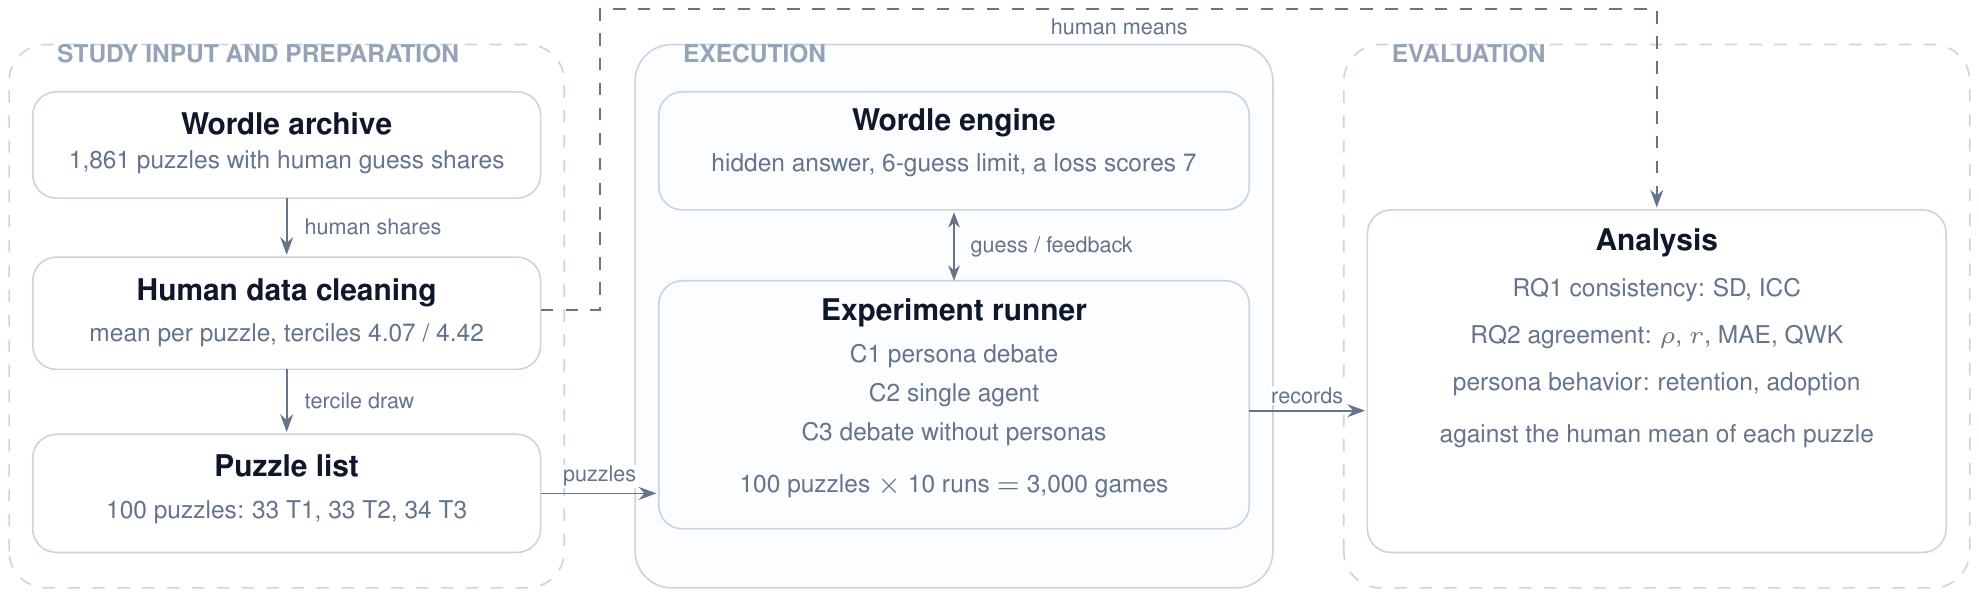 human means
STUDY INPUT AND PREPARATION
Wordle archive
1,861 puzzles with human guess shares
human shares
Human data cleaning
mean per puzzle, terciles 4.07 / 4.42
tercile draw
Puzzle list
100 puzzles: 33 T1, 33 T2, 34 T3
puzzles
EXECUTION
Wordle engine
hidden answer, 6-guess limit, a loss scores 7
guess / feedback
Experiment runner
C1 persona debate
C2 single agent
C3 debate without personas
100 puzzles × 10 runs = 3,000 games
records
EVALUATION
Analysis
RQ1 consistency: SD, ICC
RQ2 agreement: ρ, r, MAE, QWK
persona behavior: retention, adoption
against the human mean of each puzzle